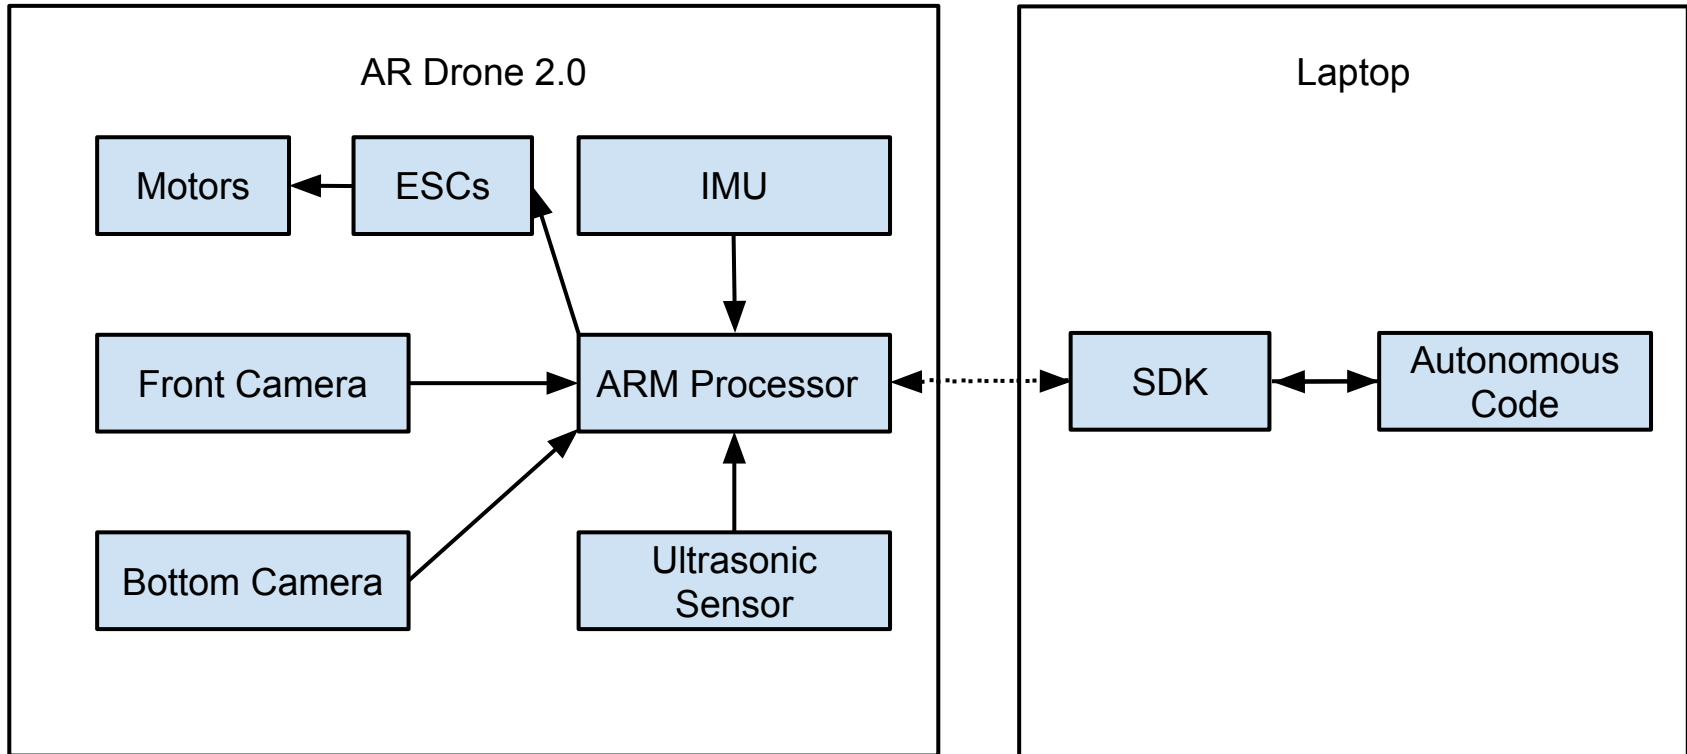 AR Drone 2.0
Motors
ESCs
IMU
Front Camera
ARM Processor
Bottom Camera
Ultrasonic
Sensor
Laptop
SDK
Autonomous
Code